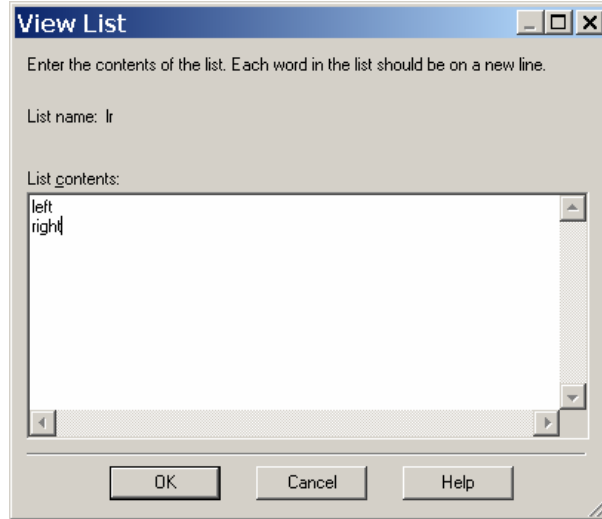 View List
Enter the contents of the list. Each word in the list should be on a new line.
List name: lr
List contents:
left
right
OK Cancel Help